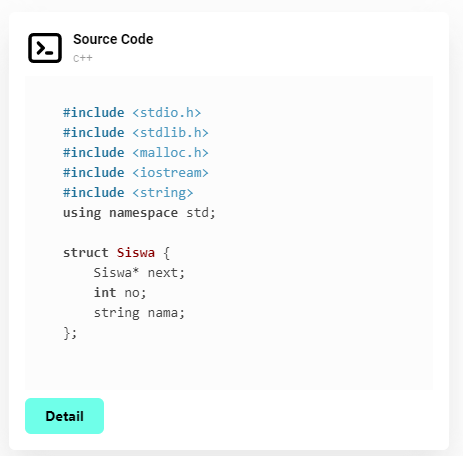 Source Code
C++
#include <stdio.h>
#include <stdlib.h>
#include <malloc.h>
#include <iostream>
#include <string>
using namespace std;
struct Siswa {
    Siswa* next;
    int no;
    string nama;
};
Detail